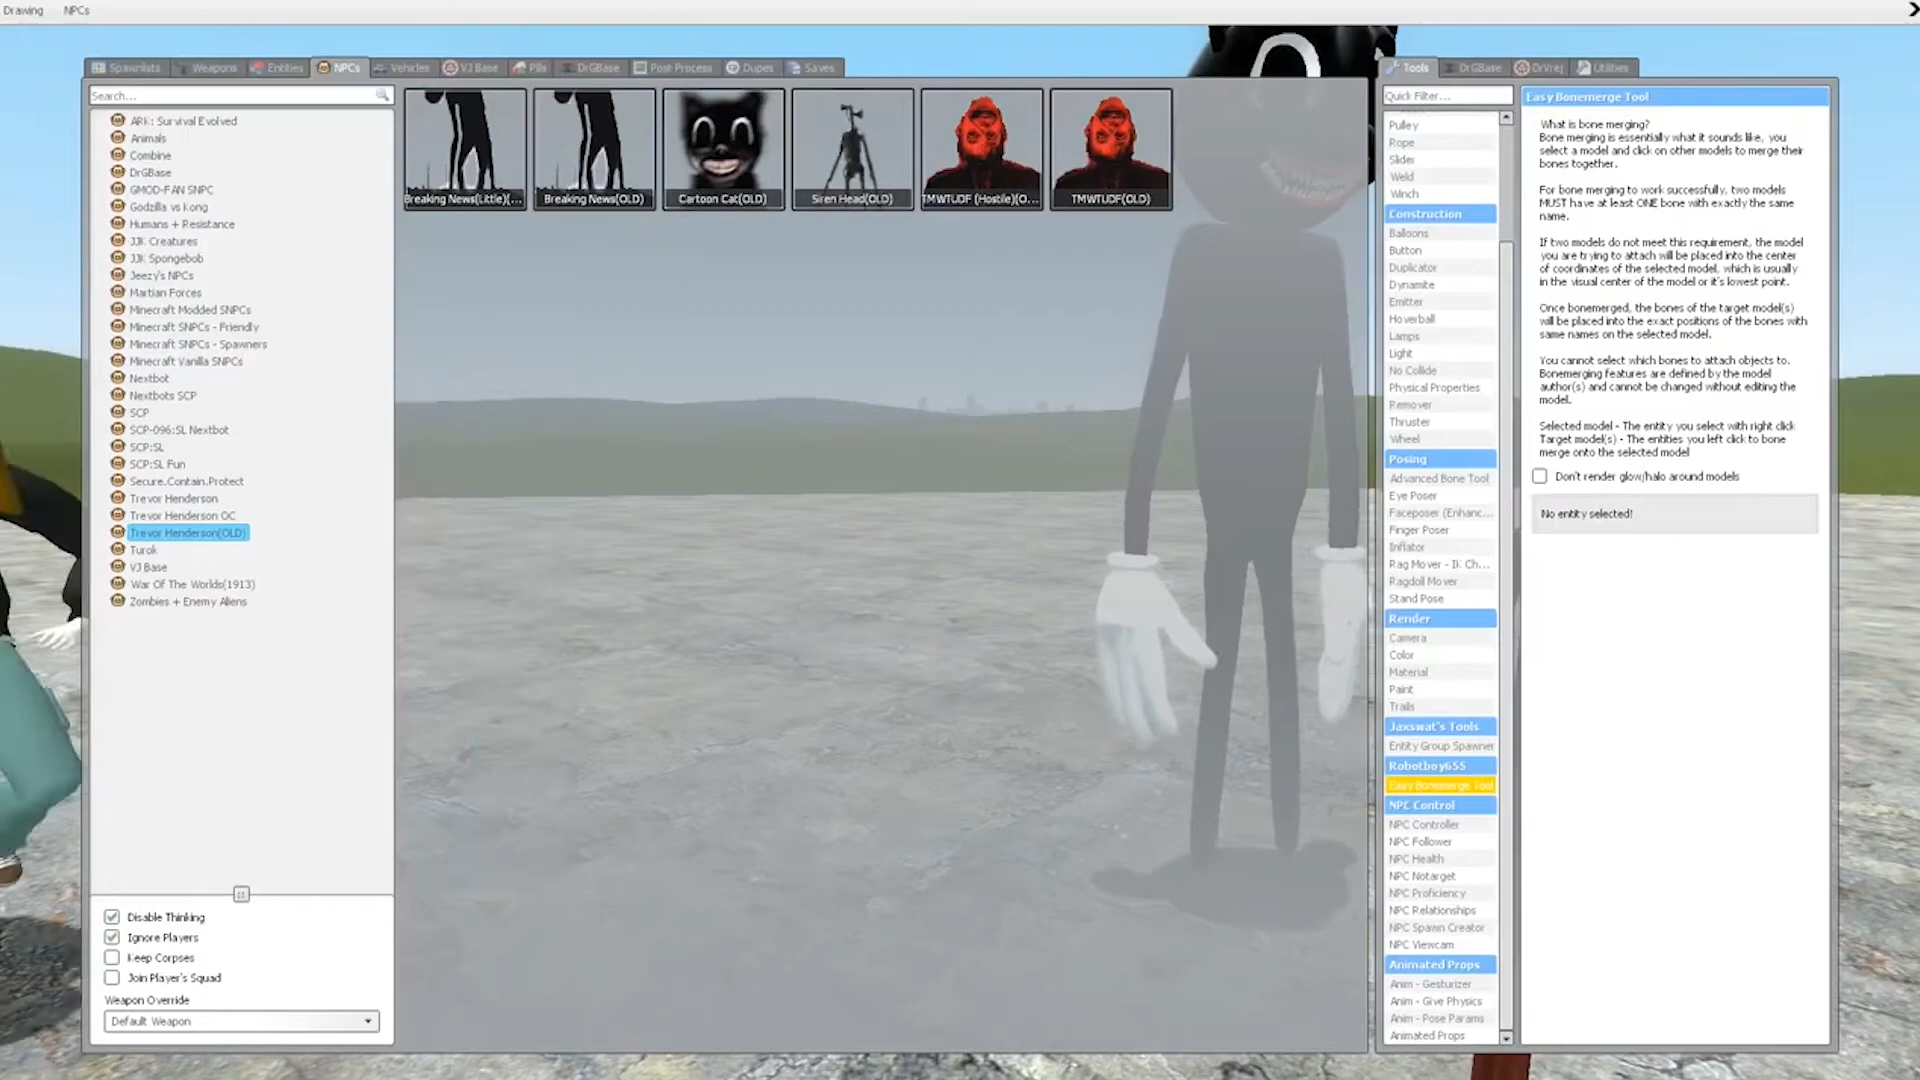 Drawing NPCs
Spawnlists Weapons Entities NPCs Vehicles VJ Base Pills DrGBase Post Process Dupes Saves
Search...
ARK: Survival Evolved
Animals
Combine
DrGBase
GMOD-FAN SNPC
Godzilla vs Kong
Humans + Resistance
JJK Creatures
JJK Spongebob
Jeezy's NPCs
Martian Forces
Minecraft Modded SNPCs
Minecraft SNPCs - Friendly
Minecraft SNPCs - Spawners
Minecraft Vanilla SNPCs
Nextbot
Nextbots SCP
SCP
SCP-096:SL Nextbot
SCP:SL
SCP:SL Fun
Secure.Contain.Protect
Trevor Henderson
Trevor Henderson OC
Trevor Henderson(OLD)
Turok
VJ Base
War Of The Worlds(1913)
Zombies + Enemy Aliens
Disable Thinking
Ignore Players
Keep Corpses
Join Player's Squad
Weapon Override
Default Weapon
Breaking News(Little)(...
Breaking News(OLD)
Cartoon Cat(OLD)
Siren Head(OLD)
TMWTUDF (Hostile)(O...
TMWTUDF(OLD)
Tools DrGBase DrVrej Utilities
Quick Filter...
Pulley
Rope
Slider
Weld
Winch
Construction
Balloons
Button
Duplicator
Dynamite
Emitter
Hoverball
Lamps
Light
No Collide
Physical Properties
Remover
Thruster
Wheel
Posing
Advanced Bone Tool
Eye Poser
Faceposer (Enhanc...
Finger Poser
Inflator
Rag Mover - IK Ch...
Ragdoll Mover
Stand Pose
Render
Camera
Color
Material
Paint
Trails
Jaxswat's Tools
Entity Group Spawner
Robotboy655
Easy Bonemerge Tool
NPC Control
NPC Controller
NPC Follower
NPC Health
NPC Notarget
NPC Proficiency
NPC Relationships
NPC Spawn Creator
NPC Viewcam
Animated Props
Anim - Gesturizer
Anim - Give Physics
Anim - Pose Params
Animated Props
Easy Bonemerge Tool
What is bone merging?
Bone merging is essentially what it sounds like, you
select a model and click on other models to merge their
bones together.
For bone merging to work successfully, two models
MUST have at least ONE bone with exactly the same
name.
If two models do not meet this requirement, the model
you are trying to attach will be placed into the center
of coordinates of the selected model, which is usually
in the visual center of the model or it's lowest point.
Once bonemerged, the bones of the target model(s)
will be placed into the exact positions of the bones with
same names on the selected model.
You cannot select which bones to attach objects to.
Bonemerging features are defined by the model
author(s) and cannot be changed without editing the
model.
Selected model - The entity you select with right click
Target model(s) - The entities you left click to bone
merge onto the selected model
Don't render glow/halo around models
No entity selected!